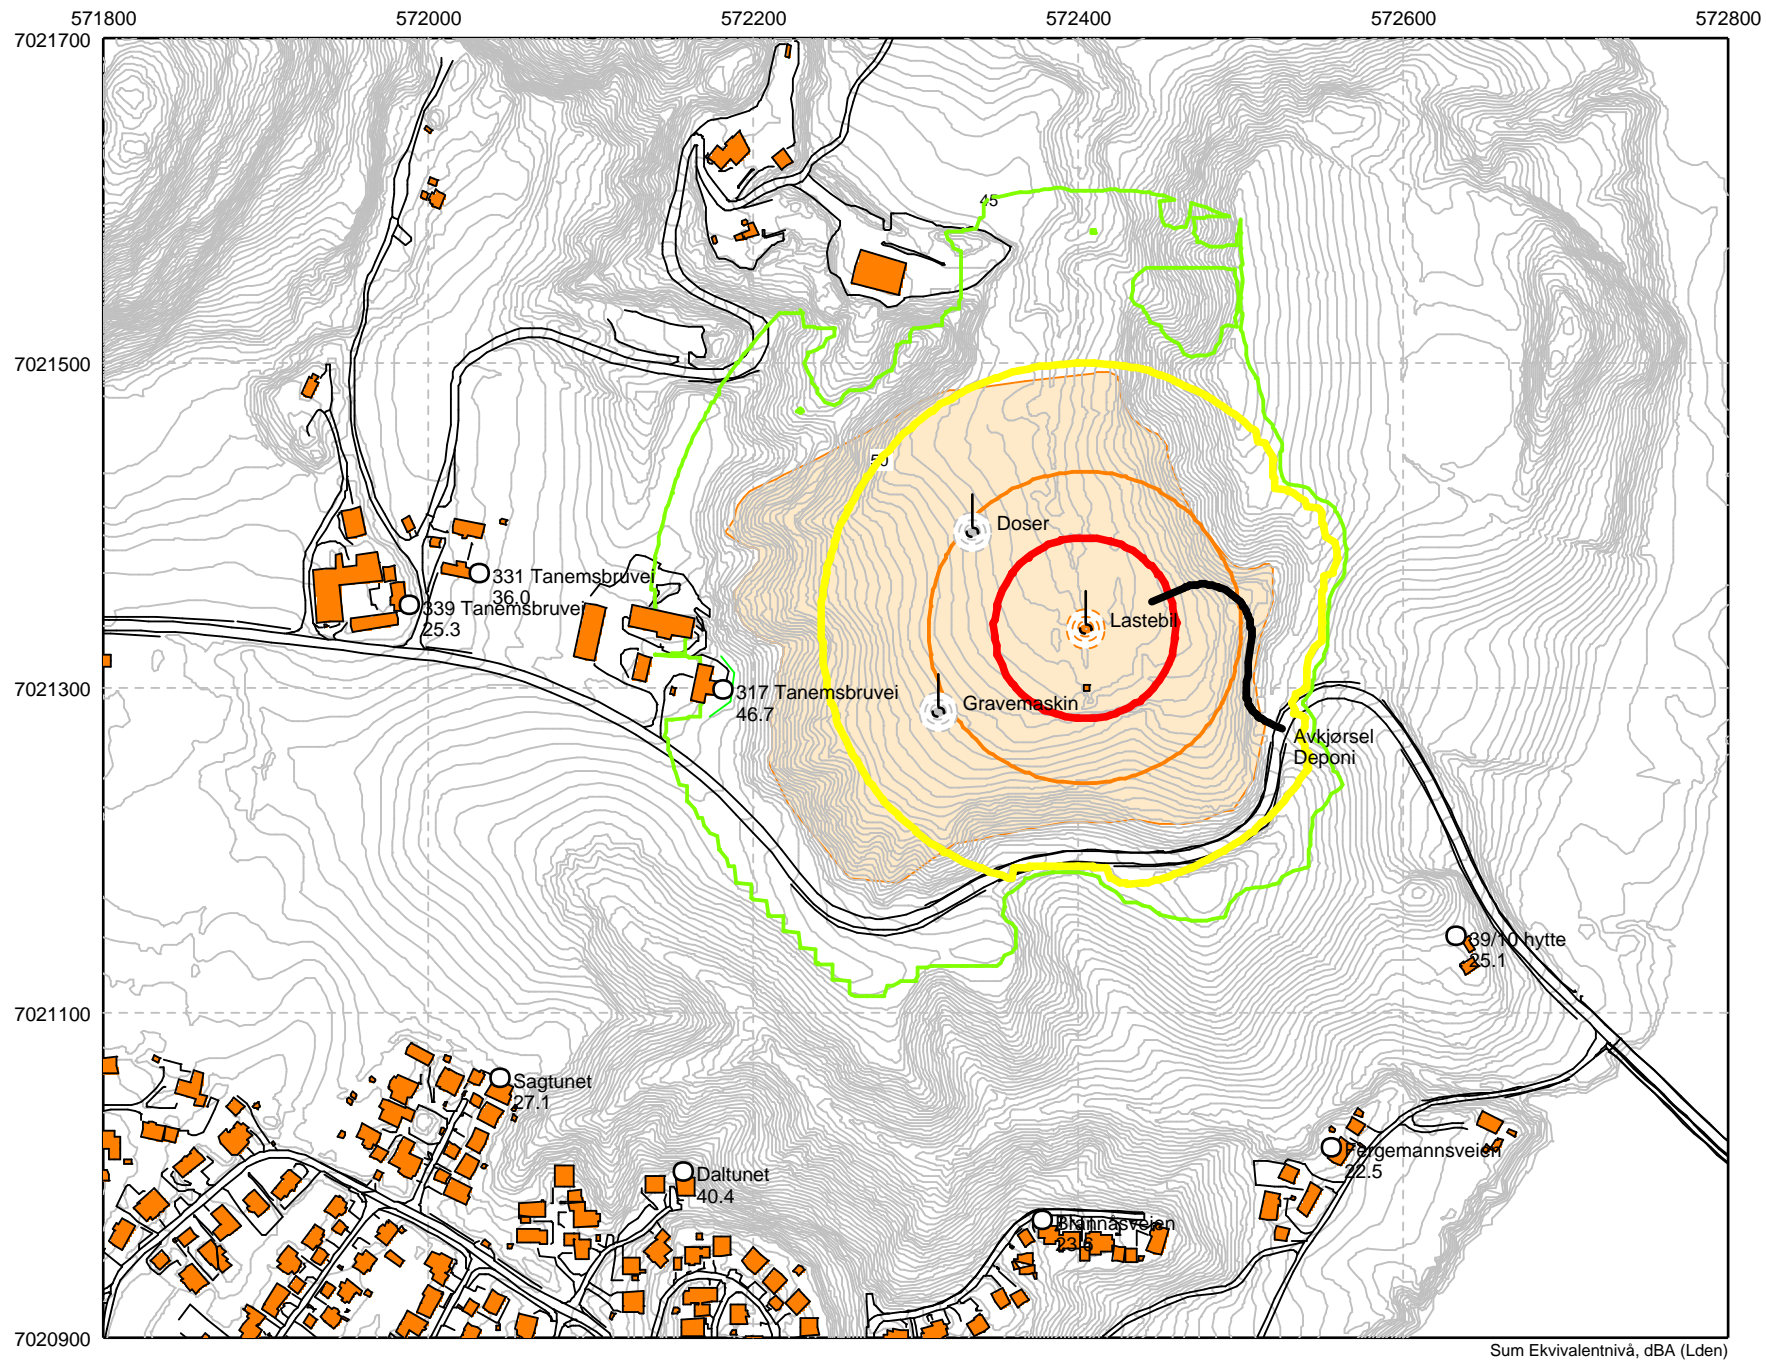 571800
572000
572200
572400
572600
572800
7021700
45
7021500
50
Doser
331 Tanemsbruvei
36.0
339 Tanemsbruvei
25.3
Lastebil
7021300
317 Tanemsbruvei
46.7
Gravemaskin
Avkjørsel
Deponi
39/10 hytte
25.1
7021100
Sagtunet
27.1
Daltunet
40.4
Fergemannsveien
22.5
Brannåsveien
7020900
Sum Ekvivalentnivå, dBA (Lden)